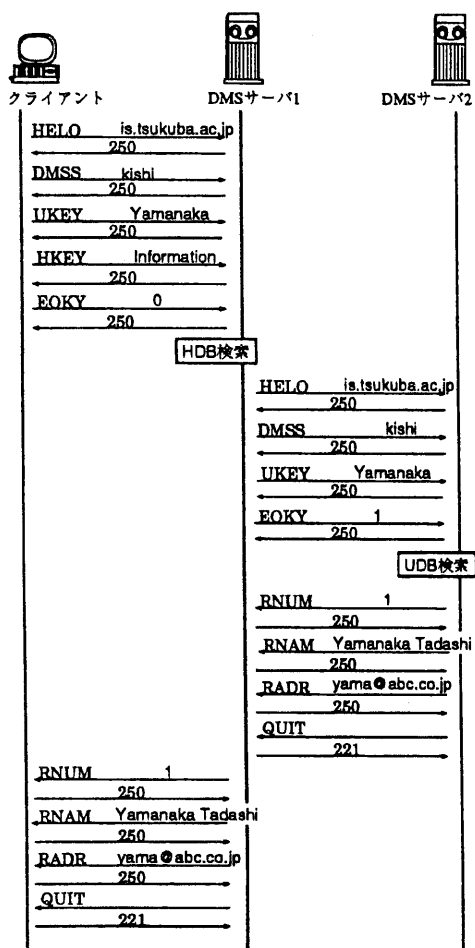 クライアント DMSサーバ1 DMSサーバ2
HELO is.tsukuba.ac.jp
250
DMSS kishi
250
UKEY Yamanaka
250
HKEY Information
250
EOKY 0
250
HDB検索
HELO is.tsukuba.ac.jp
250
DMSS kishi
250
UKEY Yamanaka
250
EOKY 1
250
UDB検索
RNUM 1
250
RNAM Yamanaka Tadashi
250
RADR yama@abc.co.jp
250
QUIT
221
RNUM 1
250
RNAM Yamanaka Tadashi
250
RADR yama@abc.co.jp
250
QUIT
221